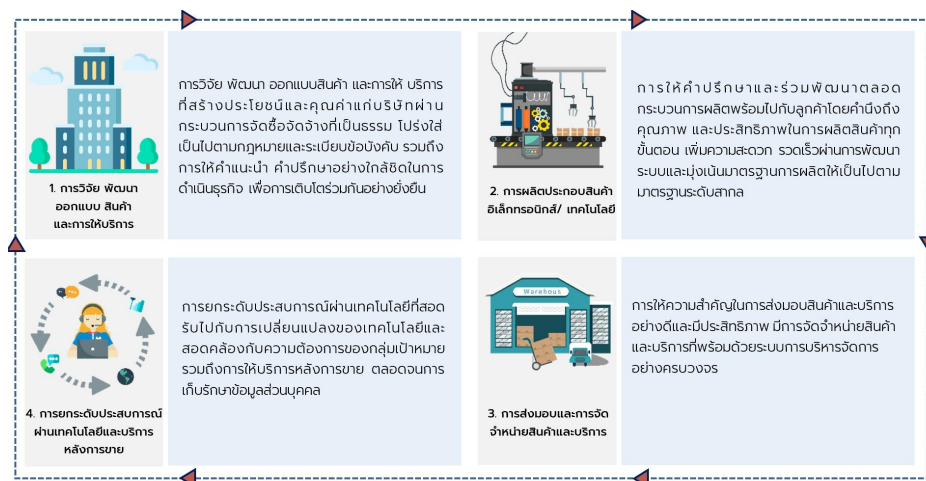 การวิจัย พัฒนา ออกแบบสินค้า และการให้ บริการ
ที่สร้างประโยชน์และคุณค่าแก่บริษัทผ่าน
กระบวนการจัดซื้อจัดจ้างที่เป็นธรรม โปร่งใส่
เป็นไปตามกฎหมายและระเบียบข้อบังคับ รวมถึง
การให้คำแนะนำ คำปรึกษาอย่างใกล้ชิดในการ
ดำเนินธุรกิจ เพื่อการเติบโตร่วมกันอย่างยั่งยืน
1. การวิจัย พัฒนา
ออกแบบ สินค้า
และการให้บริการ
การให้คำปรึกษาและร่วมพัฒนาตลอด
กระบวนการผลิตพร้อมไปกับลูกค้าโดยคำนึงถึง
คุณภาพ และประสิทธิภาพในการผลิตสินค้าทุก
ขั้นตอน เพิ่มความสะดวก รวดเร็วผ่านการพัฒนา
ระบบและมุ่งเน้นมาตรฐานการผลิตให้เป็นไปตาม
มาตรฐานระดับสากล
2. การผลิตประกอบสินค้า
อิเล็กทรอนิกส์/ เทคโนโลยี
การยกระดับประสบการณ์ผ่านเทคโนโลยีที่สอด
รับไปกับการเปลี่ยนแปลงของเทคโนโลยีและ
สอดคล้องกับความต้องการของกลุ่มเป้าหมาย
รวมถึงการให้บริการหลังการขาย ตลอดจนการ
เก็บรักษาข้อมูลส่วนบุคคล
4. การยกระดับประสบการณ์
ผ่านเทคโนโลยีและบริการ
หลังการขาย
Warehous
การให้ความสำคัญในการส่งมอบสินค้าและบริการ
อย่างดีและมีประสิทธิภาพ มีการจัดจำหน่ายสินค้า
และบริการที่พร้อมด้วยระบบการบริหารจัดการ
อย่างครบวงจร
3. การส่งมอบและการจัด
จำหน่ายสินค้าและบริการ